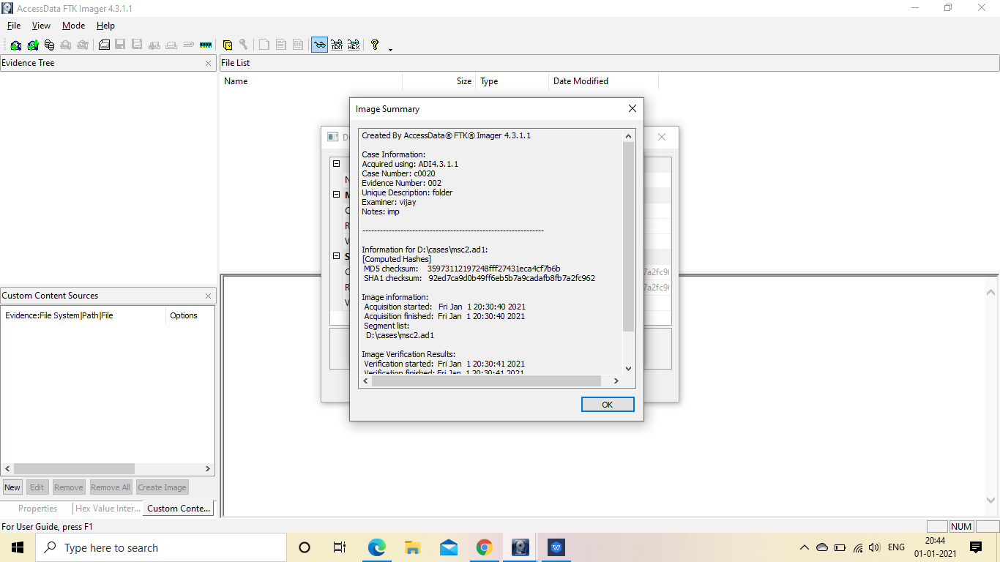 AccessData FTK Imager 4.3.1.1
File View Mode Help
TEXT HEX
Evidence Tree
File List
Name Size Type Date Modified
Image Summary
Created By AccessData® FTK® Imager 4.3.1.1
Case Information:
Acquired using: ADI4.3.1.1
Case Number: c0020
Evidence Number: 002
Unique Description: folder
Examiner: vijay
Notes: imp
--------------------------------------------------------------
Information for D:\cases\msc2.ad1:
[Computed Hashes]
MD5 checksum: 35973112197248fff27431eca4cf7b6b
SHA1 checksum: 92ed7ca9d0b49ff6eb5b7a9cadafb8fb7a2fc962
Image information:
Acquisition started: Fri Jan 1 20:30:40 2021
Acquisition finished: Fri Jan 1 20:30:40 2021
Segment list:
D:\cases\msc2.ad1
Image Verification Results:
Verification started: Fri Jan 1 20:30:41 2021
Verification finished: Fri Jan 1 20:30:41 2021
OK
Custom Content Sources
Evidence:File System|Path|File Options
New Edit Remove Remove All Create Image
Properties Hex Value Inter... Custom Conte...
For User Guide, press F1
NUM
Type here to search
ENG
20:44
01-01-2021